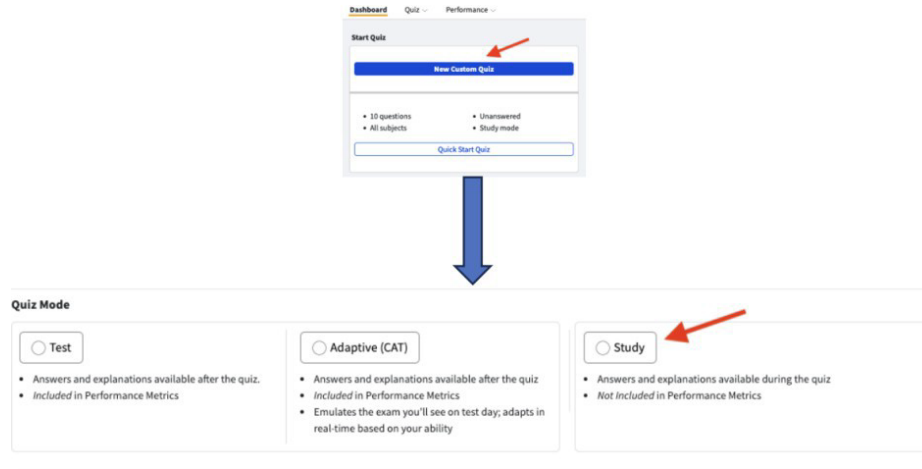 Dashboard Quiz Performance
Start Quiz
New Custom Quiz
• 10 questions
• All subjects
• Unanswered
• Study mode
Quick Start Quiz
Quiz Mode
Test
• Answers and explanations available after the quiz.
• Included in Performance Metrics
Adaptive (CAT)
• Answers and explanations available after the quiz
• Included in Performance Metrics
• Emulates the exam you'll see on test day; adapts in
real-time based on your ability
Study
• Answers and explanations available during the quiz
• Not Included in Performance Metrics